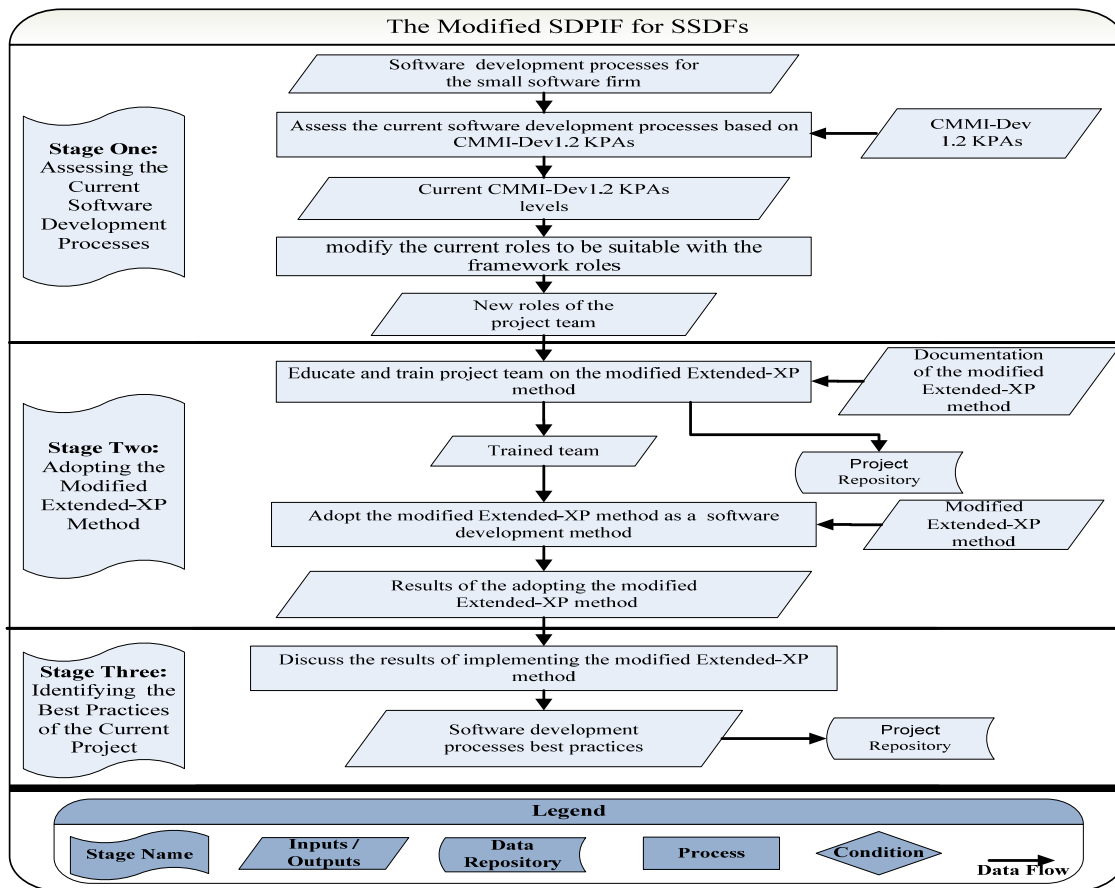 The Modified SDPIF for SSDFs
Software development processes for
the small software firm
Stage One:
Assessing the
Current
Software
Development
Processes
Assess the current software development processes based on
CMMI-Dev1.2 KPAs
CMMI-Dev
1.2 KPAs
Current CMMI-Dev1.2 KPAs
levels
modify the current roles to be suitable with the
framework roles
New roles of the
project team
Stage Two:
Adopting the
Modified
Extended-XP
Method
Educate and train project team on the modified Extended-XP
method
Documentation
of the modified
Extended-XP
method
Trained team
Project
Repository
Adopt the modified Extended-XP method as a software
development method
Modified
Extended-XP
method
Results of the adopting the modified
Extended-XP method
Stage Three:
Identifying the
Best Practices
of the Current
Project
Discuss the results of implementing the modified Extended-XP
method
Software development
processes best practices
Project
Repository
Legend
Stage Name
Inputs /
Outputs
Data
Repository
Process
Condition
Data Flow